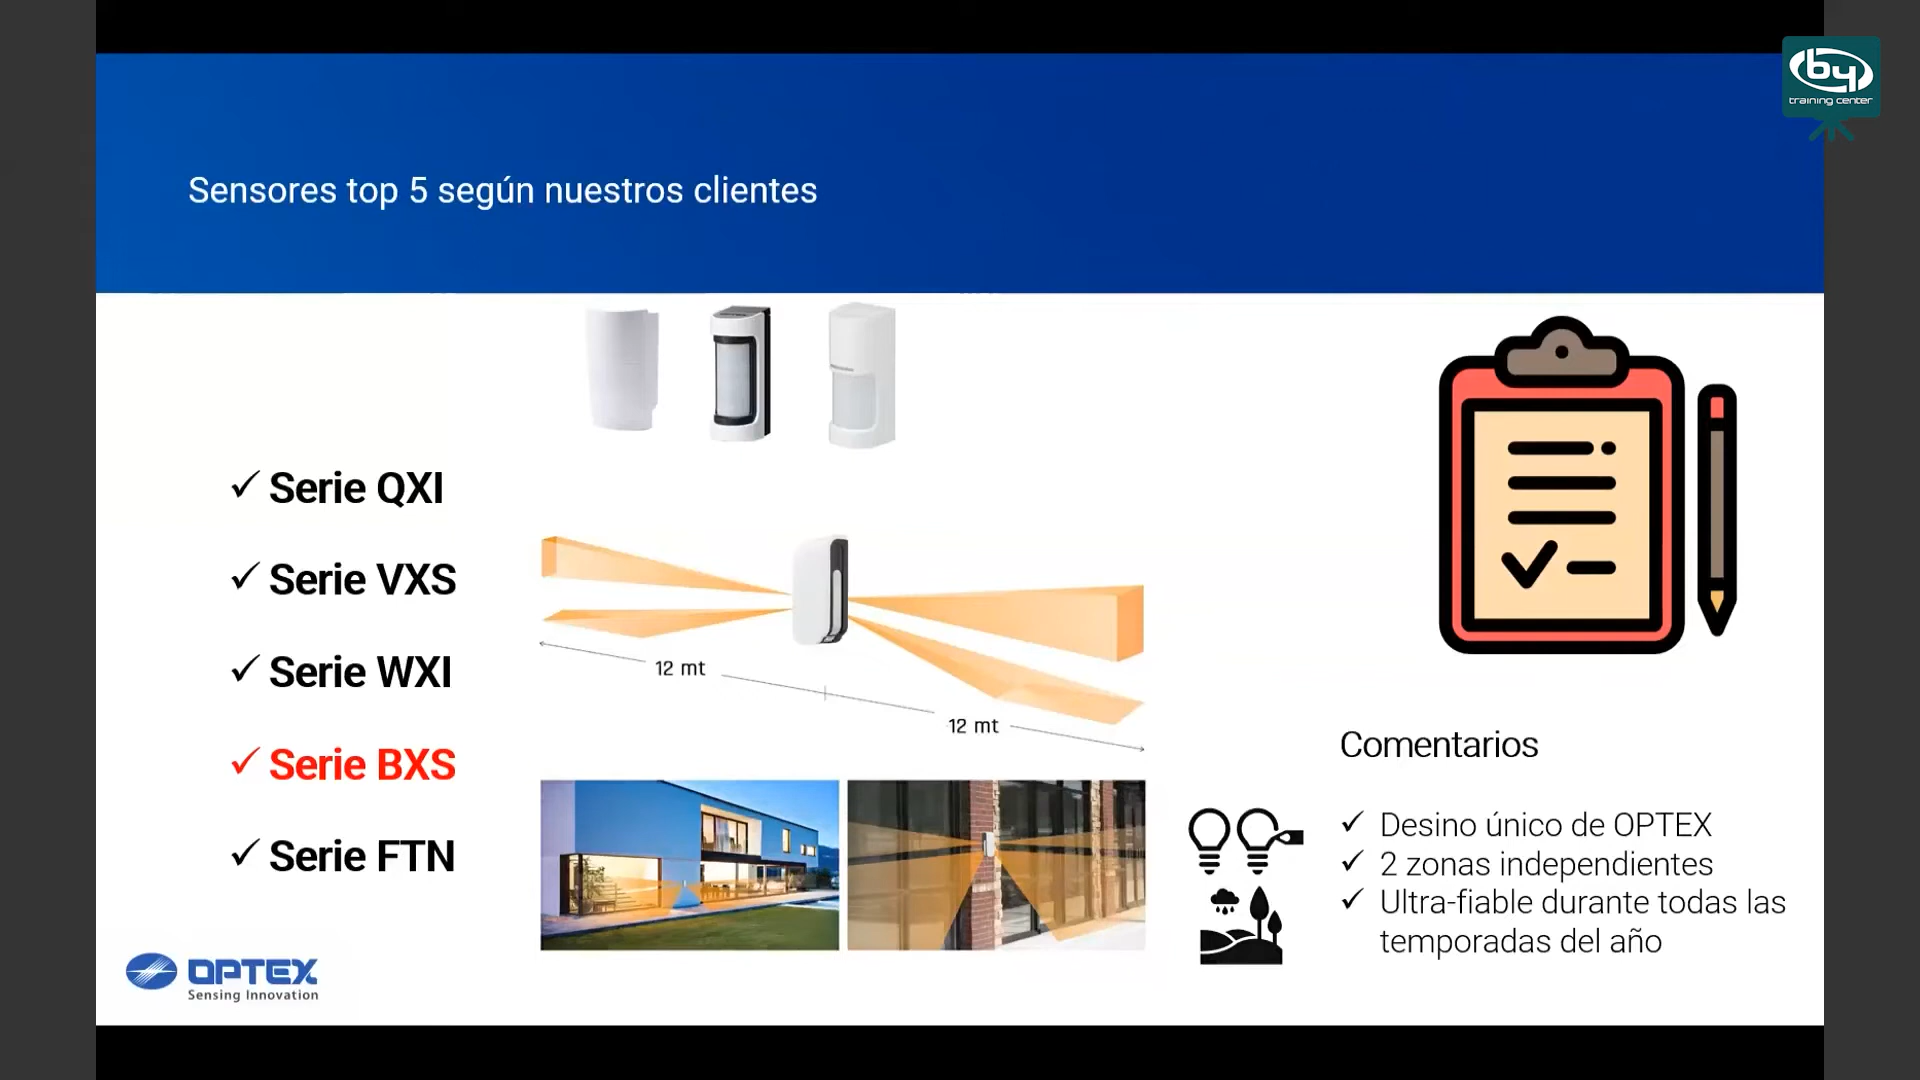 by
training center
Sensores top 5 según nuestros clientes
Serie QXI
Serie VXS
Serie WXI
Serie BXS
Serie FTN
12 mt
12 mt
Comentarios
Desino único de OPTEX
2 zonas independientes
Ultra-fiable durante todas las
temporadas del año
OPTEX
Sensing Innovation